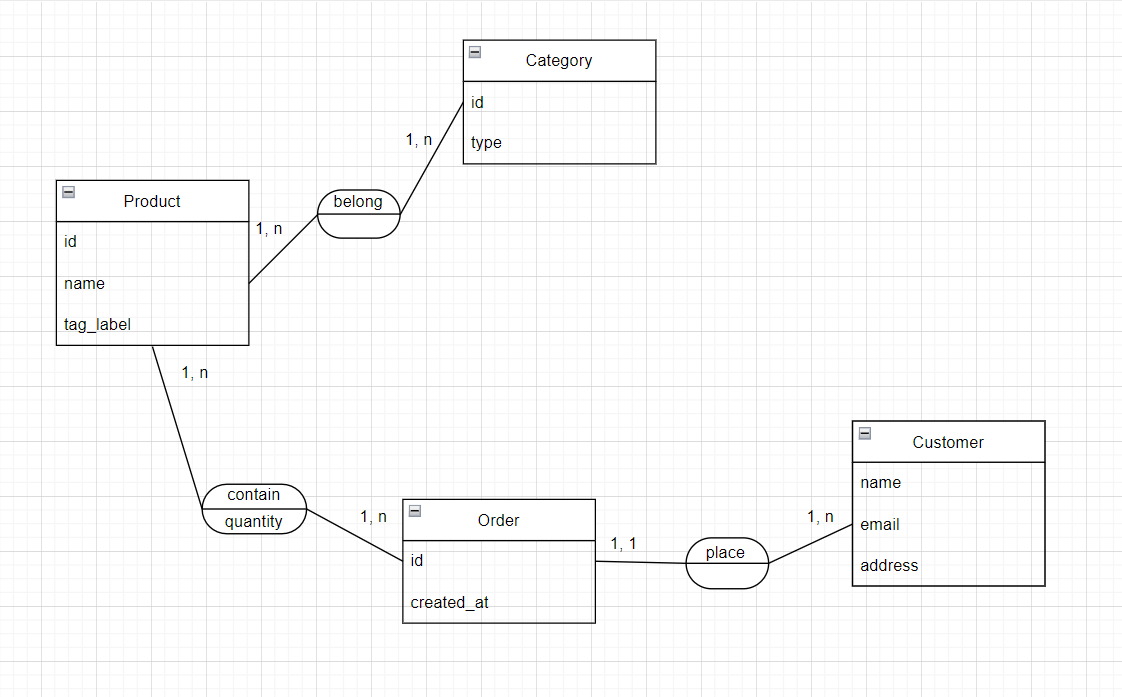 Category
id
type
1, n
belong
1, n
Product
id
name
tag_label
1, n
contain
quantity
1, n
Order
id
created_at
1, 1
place
1, n
Customer
name
email
address